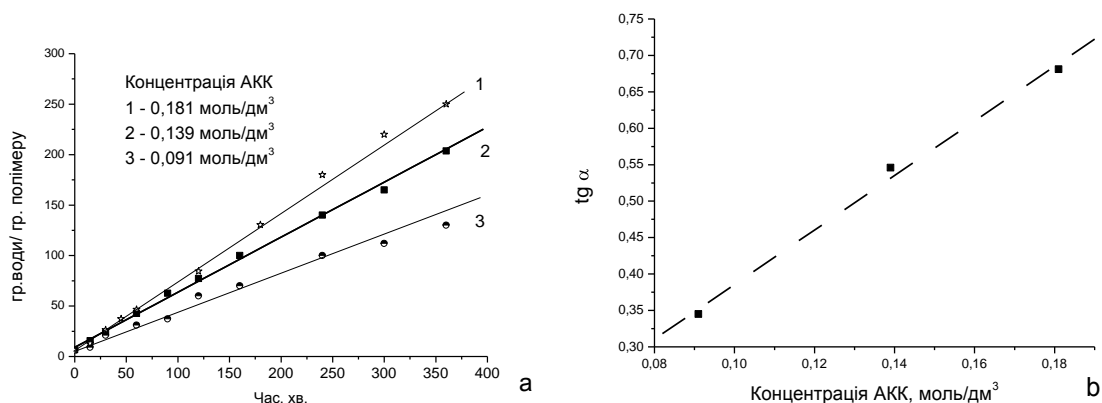 300
250
200
150
100
50
0
гр.води/ гр. полімеру
Концентрація АКК
1 - 0,181 моль/дм³
2 - 0,139 моль/дм³
3 - 0,091 моль/дм³
1
2
3
0 50 100 150 200 250 300 350 400
Час, хв.
a
0,75
0,70
0,65
0,60
0,55
0,50
0,45
0,40
0,35
0,30
tg α
0,08 0,10 0,12 0,14 0,16 0,18
Концентрація АКК, моль/дм³
b